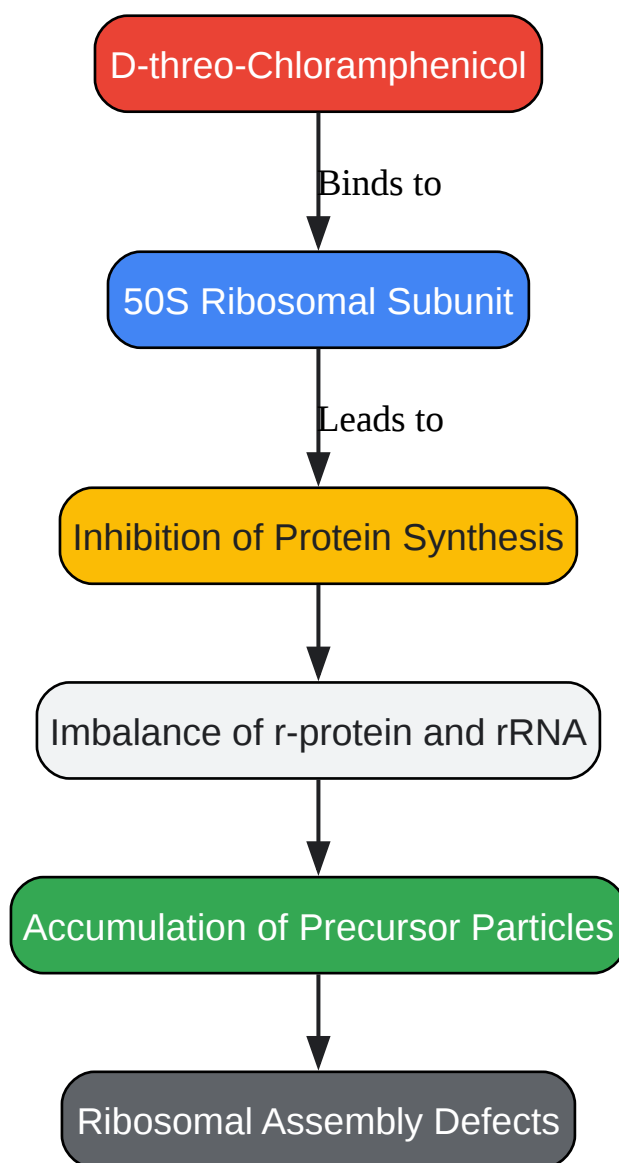 D-threo-Chloramphenicol
Binds to
50S Ribosomal Subunit
Leads to
Inhibition of Protein Synthesis
Imbalance of r-protein and rRNA
Accumulation of Precursor Particles
Ribosomal Assembly Defects